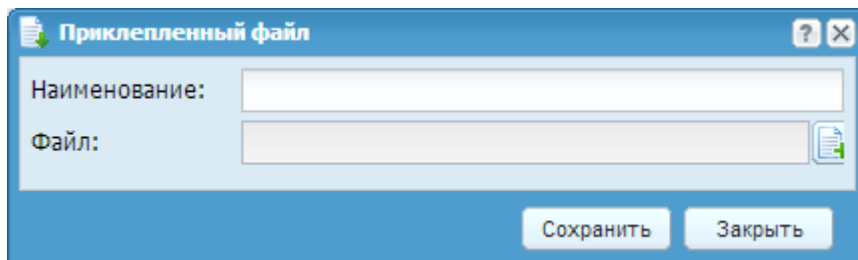 Приклепленный файл
Наименование:
Файл:
Сохранить Закрыть